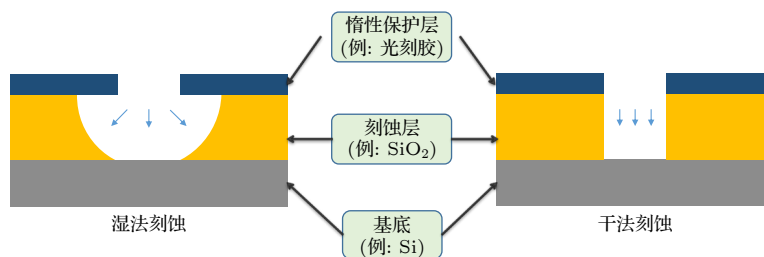 惰性保护层
(例: 光刻胶)
刻蚀层
(例: SiO₂)
基底
(例: Si)
湿法刻蚀
干法刻蚀